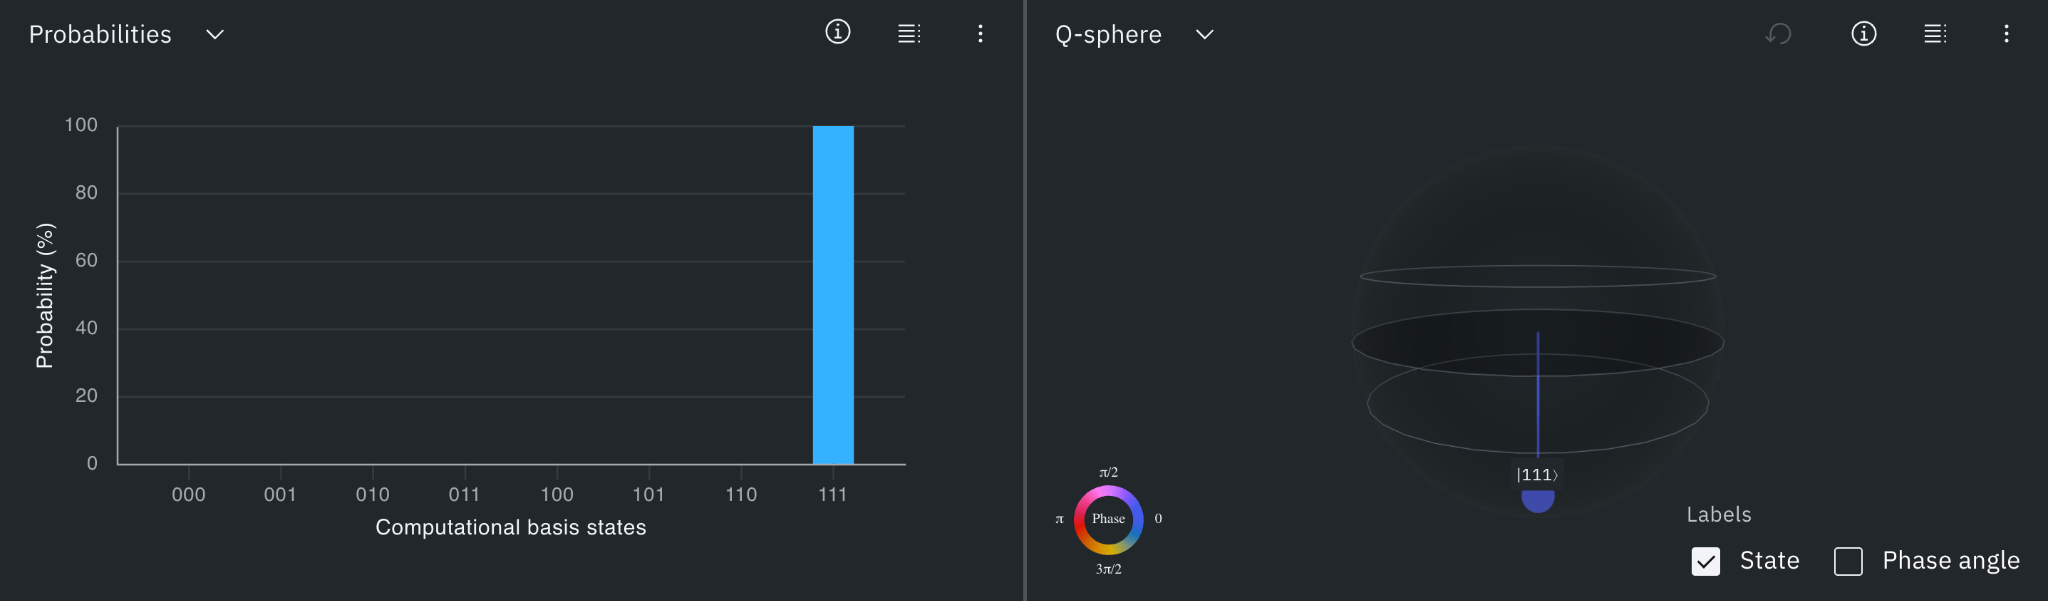 Probabilities
100
80
60
40
20
0
Probability (%)
000 001 010 011 100 101 110 111
Computational basis states
Q-sphere
|111⟩
π/2
π Phase 0
3π/2
Labels
State Phase angle